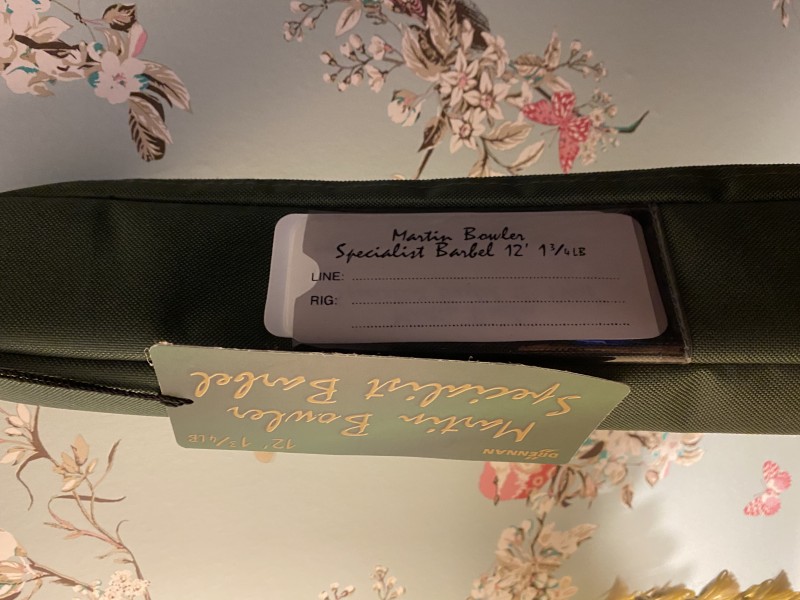 Martin Bowler
Specialist Barbel 12' 1¾LB
LINE:
RIG:
DRENNAN
Martin Bowler
Specialist Barbel
12' 1¾LB